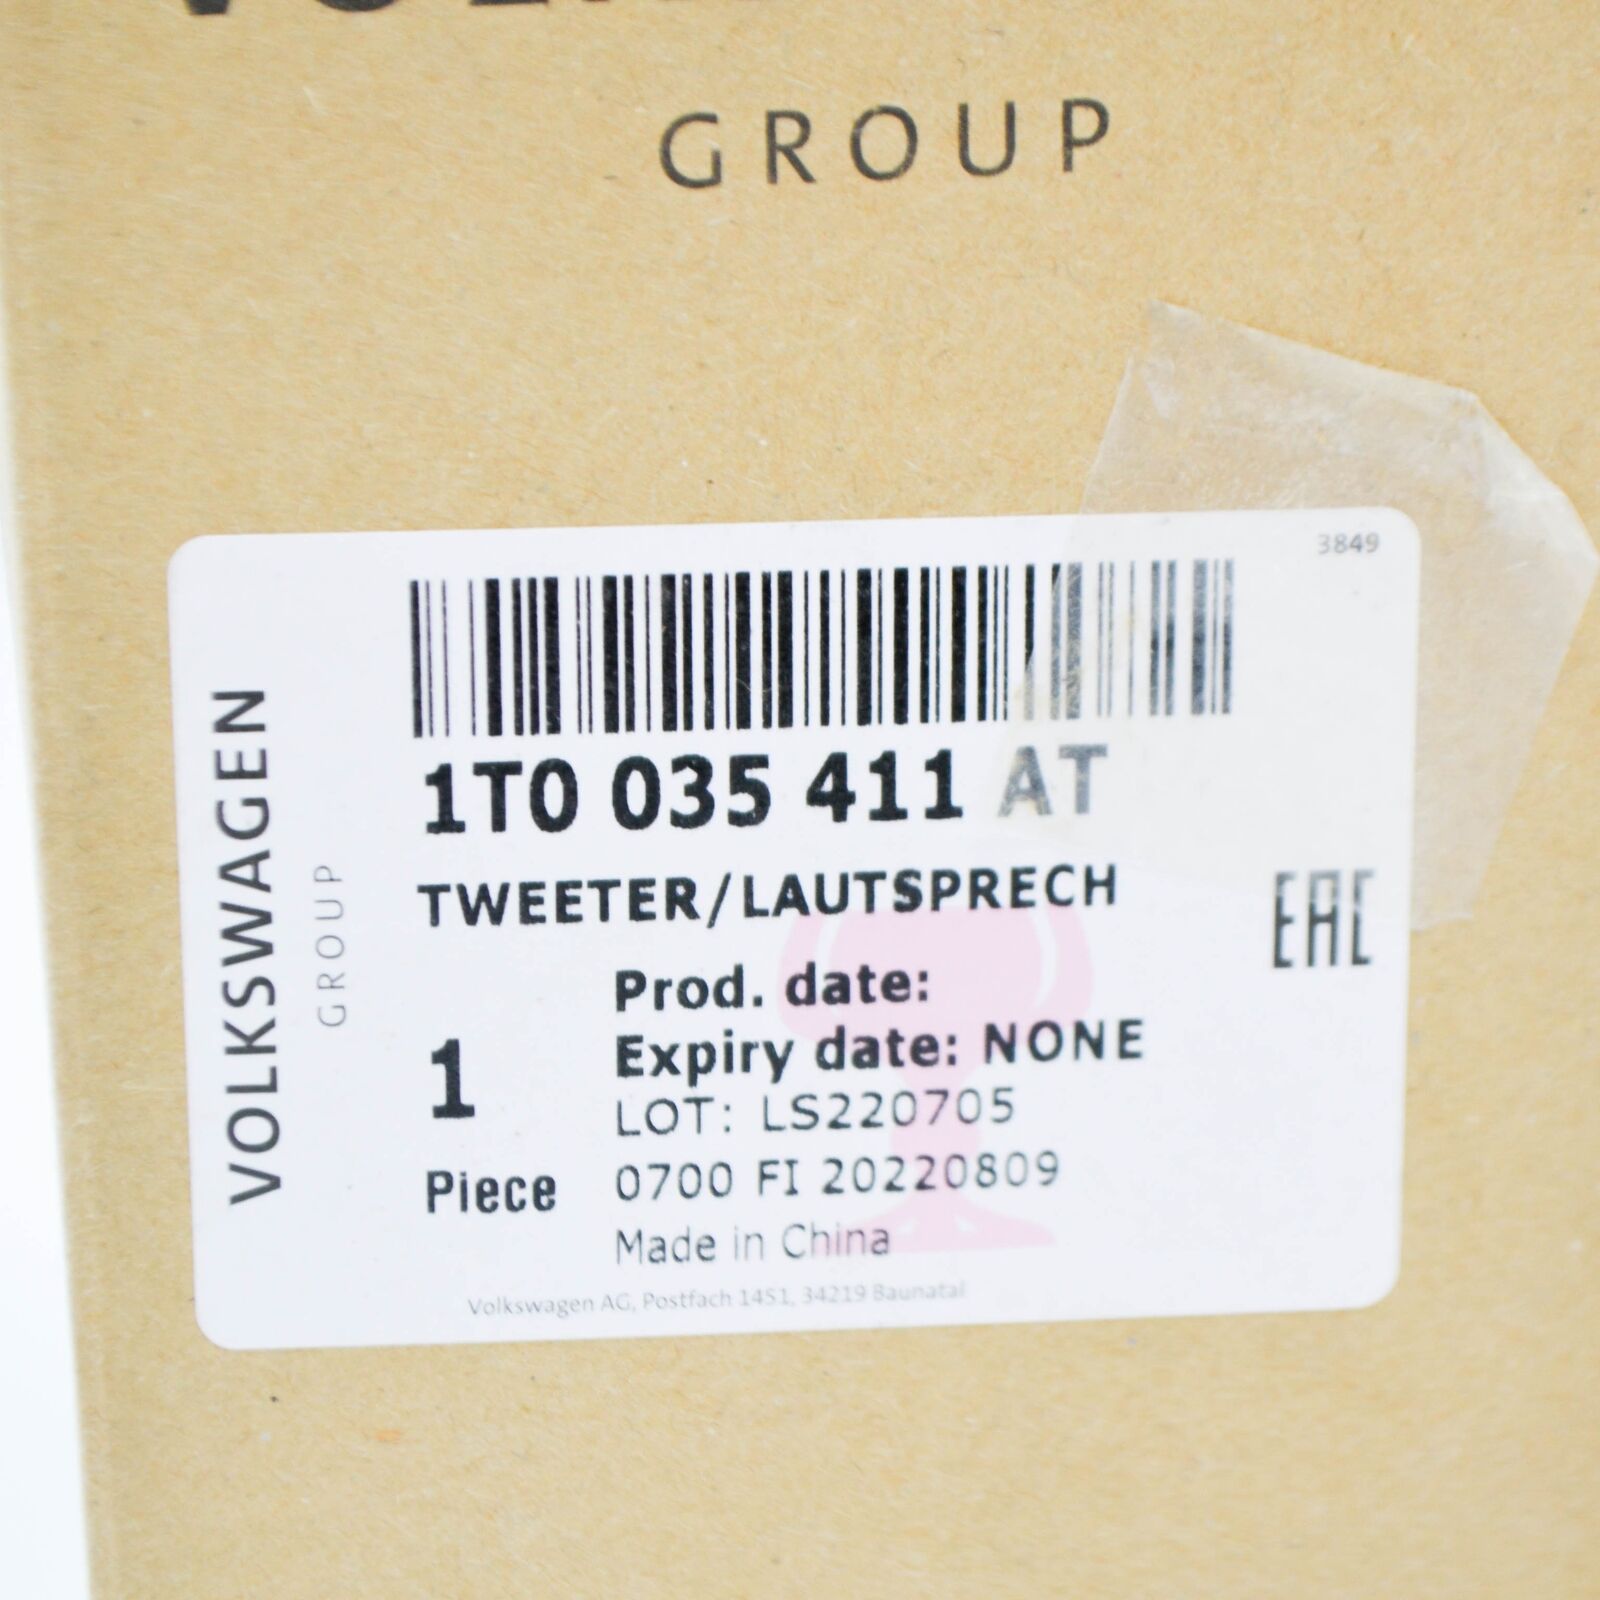 GROUP
3849
1T0 035 411 AT
TWEETER/LAUTSPRECH
EAC
VOLKSWAGEN
GROUP
Prod. date:
Expiry date: NONE
1
LOT: LS220705
Piece
0700 FI 20220809
Made in China
Volkswagen AG, Postfach 1451, 34219 Baunatal